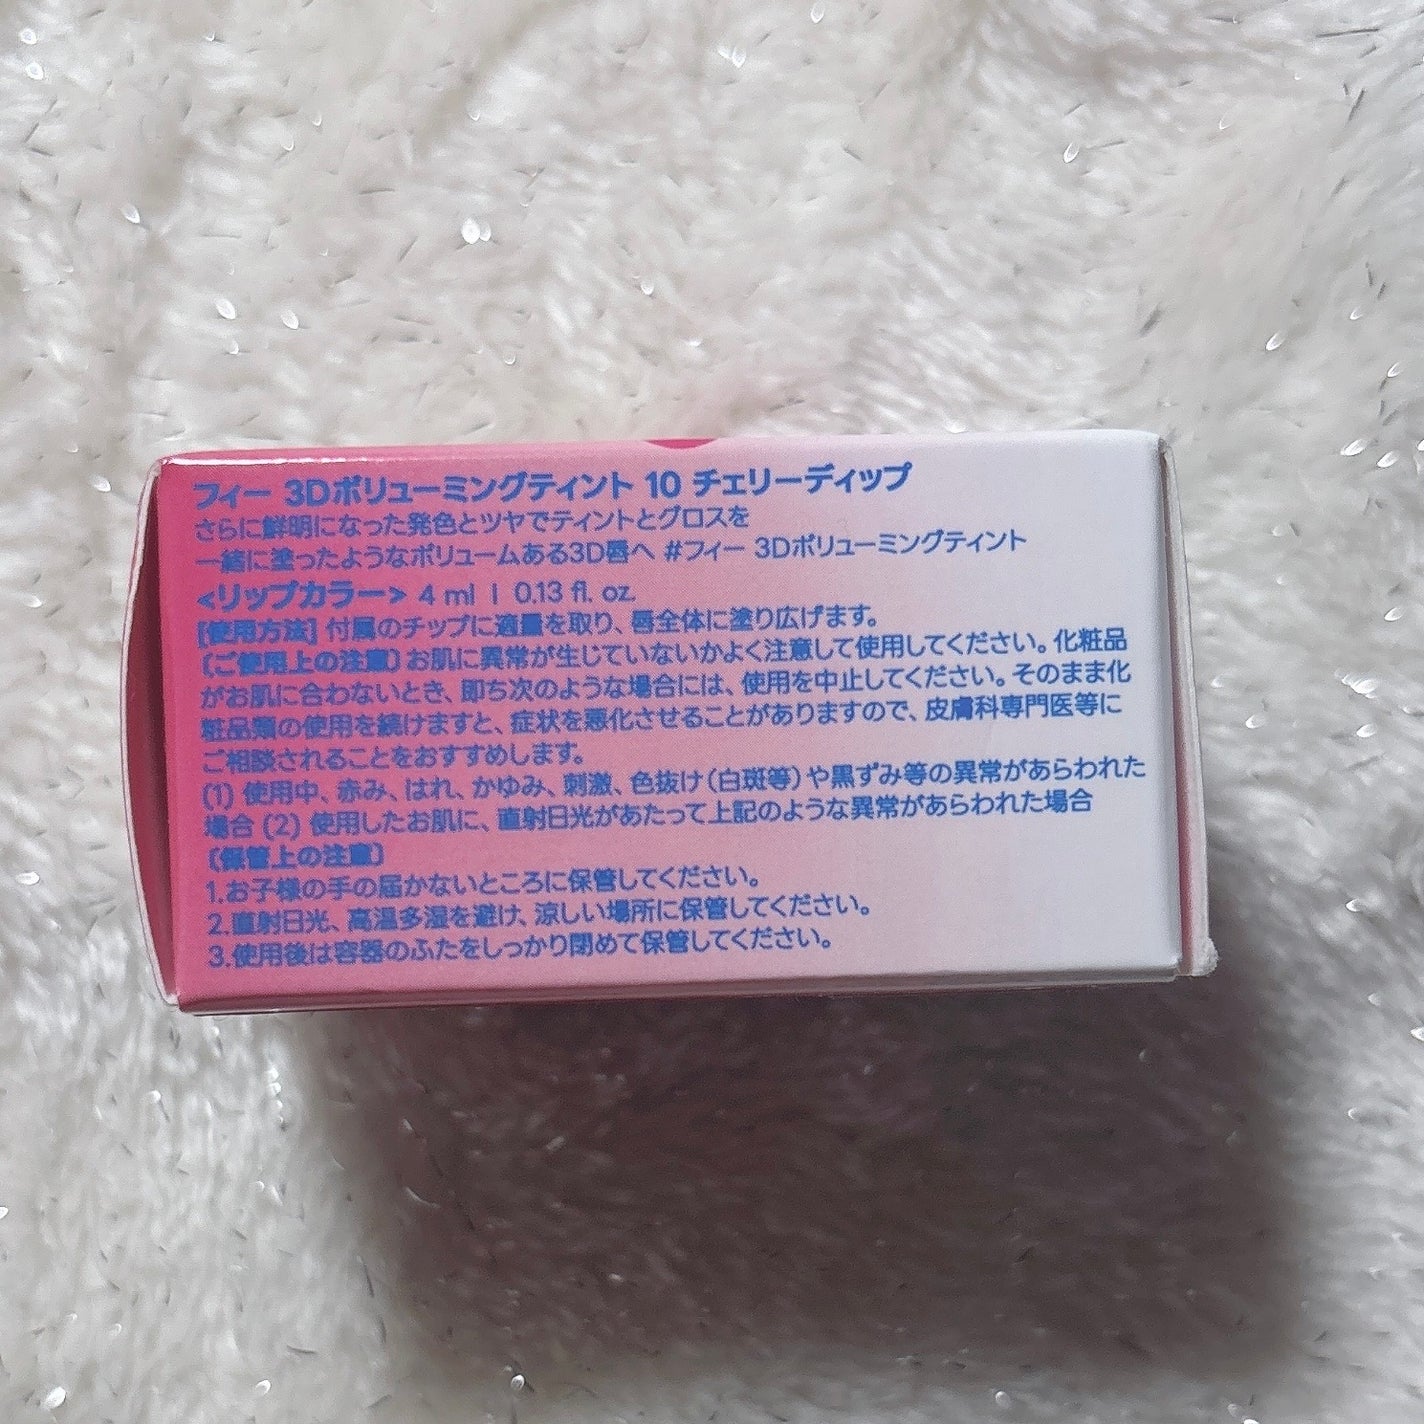 フィー 3Dボリューミングティント 10 チェリーディップ
さらに鮮明になった発色とツヤでティントとグロスを
一緒に塗ったようなボリュームある3D唇へ #フィー 3Dボリューミングティント
<リップカラー> 4 ml | 0.13 fl. oz.
[使用方法] 付属のチップに適量を取り、唇全体に塗り広げます。
〔ご使用上の注意〕お肌に異常が生じていないかよく注意して使用してください。化粧品
がお肌に合わないとき、即ち次のような場合には、使用を中止してください。そのまま化
粧品類の使用を続けますと、症状を悪化させることがありますので、皮膚科専門医等に
ご相談されることをおすすめします。
(1) 使用中、赤み、はれ、かゆみ、刺激、色抜け（白斑等）や黒ずみ等の異常があらわれた
場合 (2) 使用したお肌に、直射日光があたって上記のような異常があらわれた場合
〔保管上の注意〕
1.お子様の手の届かないところに保管してください。
2.直射日光、高温多湿を避け、涼しい場所に保管してください。
3.使用後は容器のふたをしっかり閉めて保管してください。